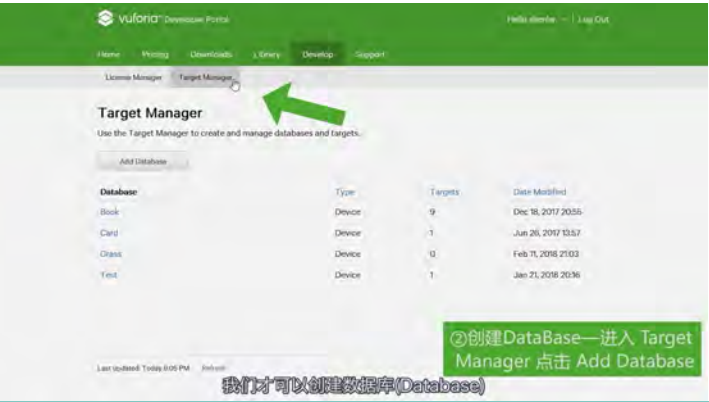 vuforia™ Developer Portal
Hello | Log Out
Home Pricing Downloads Library Develop Support
License Manager Target Manager
Target Manager
Use the Target Manager to create and manage databases and targets.
Add Database
Database Type Targets Date Modified
Book Device 9 Dec 18, 2017 20:55
Card Device 1 Jun 26, 2017 13:57
Device 0 Feb 11, 2018 21:03
Test Device 1 Jan 21, 2018 20:36
②创建DataBase—进入 Target
Manager 点击 Add Database
Last updated: Today 6:05 PM Refresh
我们才可以创建数据库(Database)